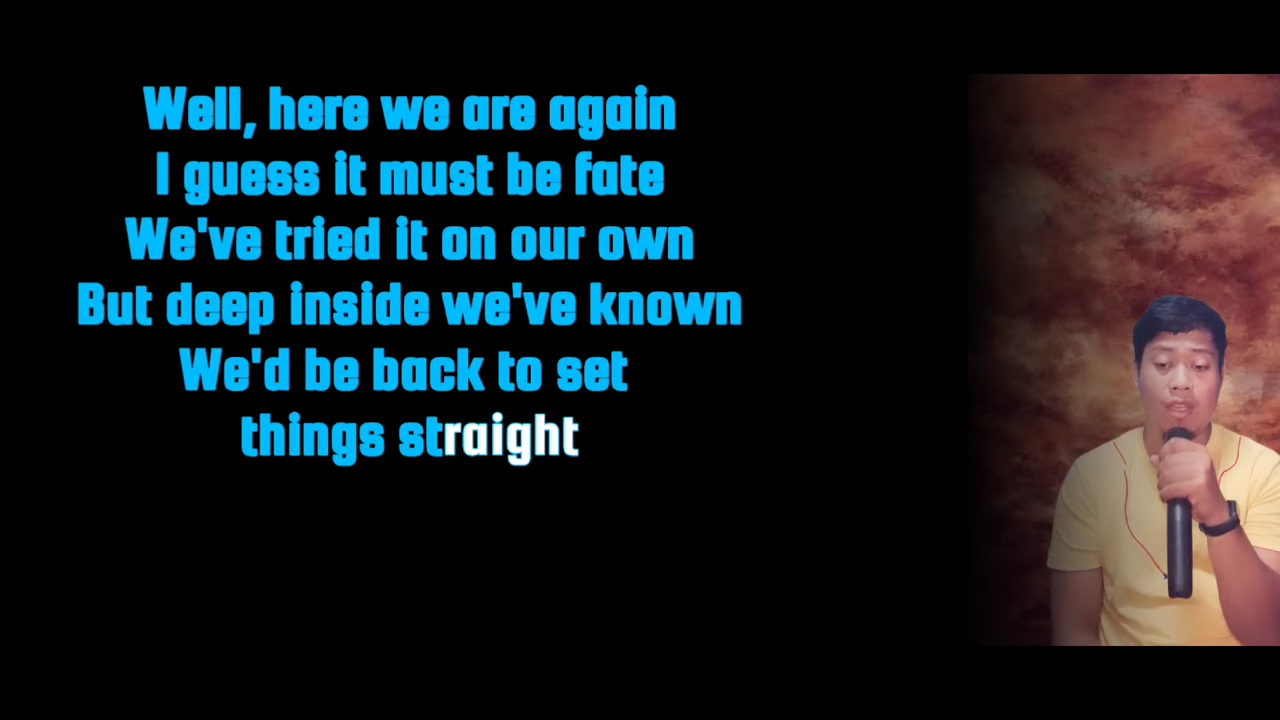 Well, here we are again
I guess it must be fate
We've tried it on our own
But deep inside we've known
We'd be back to set
things straight